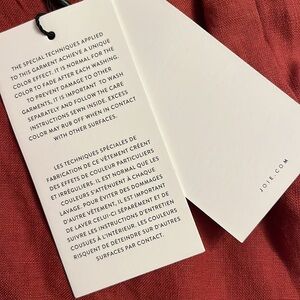 THE SPECIAL TECHNIQUES APPLIED
TO THIS GARMENT ACHIEVE A UNIQUE
COLOR EFFECT. IT IS NORMAL FOR THE
COLOR TO FADE AFTER EACH WASHING.
TO PREVENT DAMAGE TO OTHER
GARMENTS, IT IS IMPORTANT TO WASH
SEPARATELY AND FOLLOW THE CARE
INSTRUCTIONS SEWN INSIDE. EXCESS
COLOR MAY RUB OFF WHEN IN CONTACT
WITH OTHER SURFACES.
LES TECHNIQUES SPÉCIALES DE
FABRICATION DE CE VÊTEMENT CRÉENT
DES EFFETS DE COULEUR PARTICULIERS
ET IRRÉGULIERS. IL EST NORMAL QUE LES
COULEURS S'ATTÉNUENT À CHAQUE
LAVAGE. POUR ÉVITER DES DOMMAGES
D'AUTRE VÊTEMENT, IL EST IMPORTANT
DE LAVER CELUI-CI SÉPARÉMENT ET DE
SUIVRE LES INSTRUCTIONS D'ENTRETIEN
COUSUES À L'INTÉRIEUR. LES COULEURS
RISQUENT DE DÉTEINDRE SUR D'AUTRES
SURFACES PAR CONTACT.
JOIE.COM